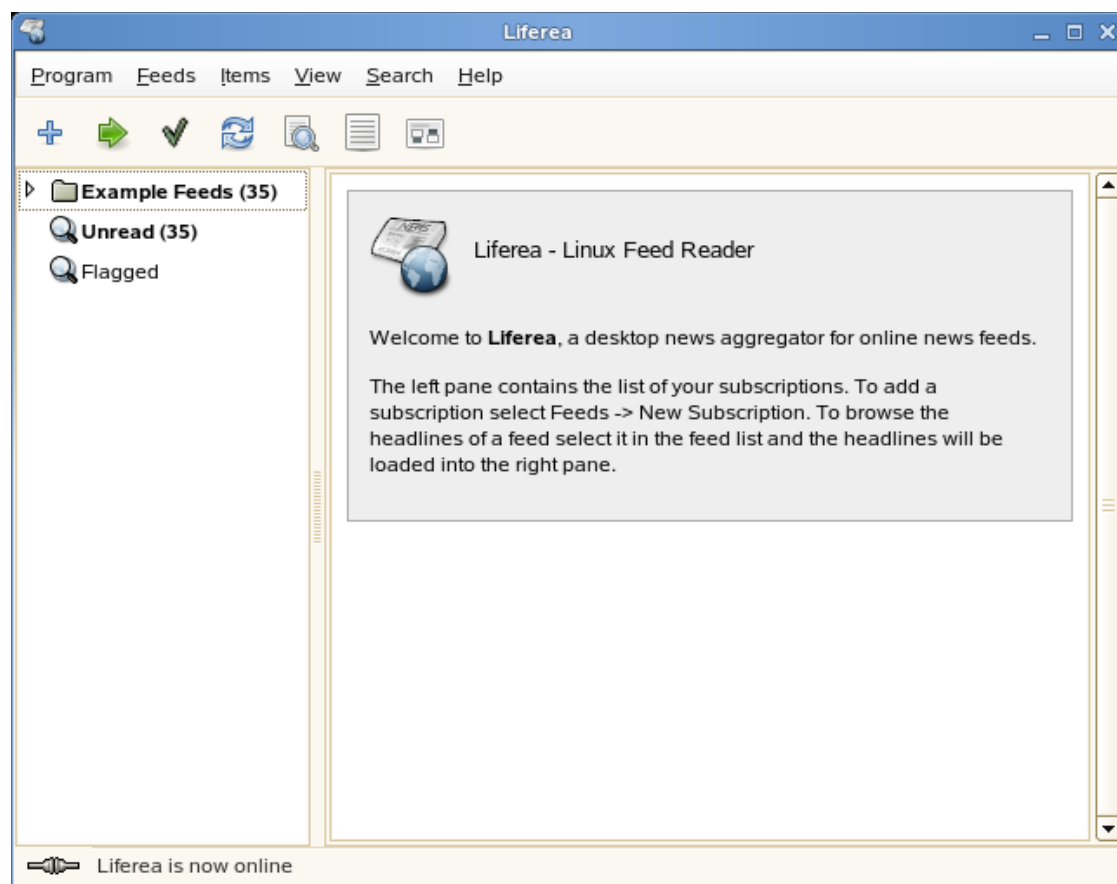 Liferea
Program Feeds Items View Search Help
Example Feeds (35)
Unread (35)
Flagged
NEWS
Liferea - Linux Feed Reader
Welcome to Liferea, a desktop news aggregator for online news feeds.
The left pane contains the list of your subscriptions. To add a
subscription select Feeds -> New Subscription. To browse the
headlines of a feed select it in the feed list and the headlines will be
loaded into the right pane.
Liferea is now online